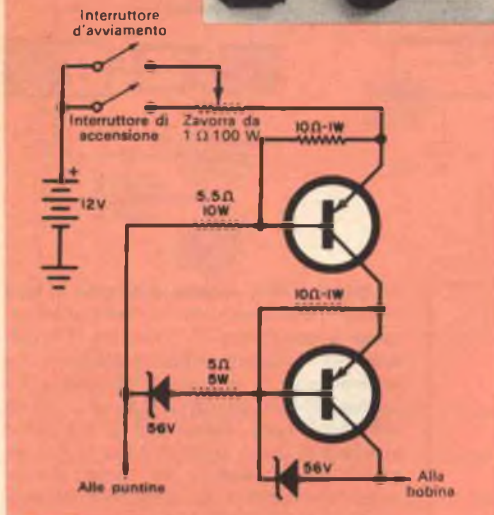 Interruttore
d'avviamento
Interruttore di
accensione
Zavorra da
1 Ω 100 W
10Ω-1W
+
12V
5.5Ω
10W
10Ω-1W
5Ω
5W
56V
56V
Alle puntine
Alla
bobina